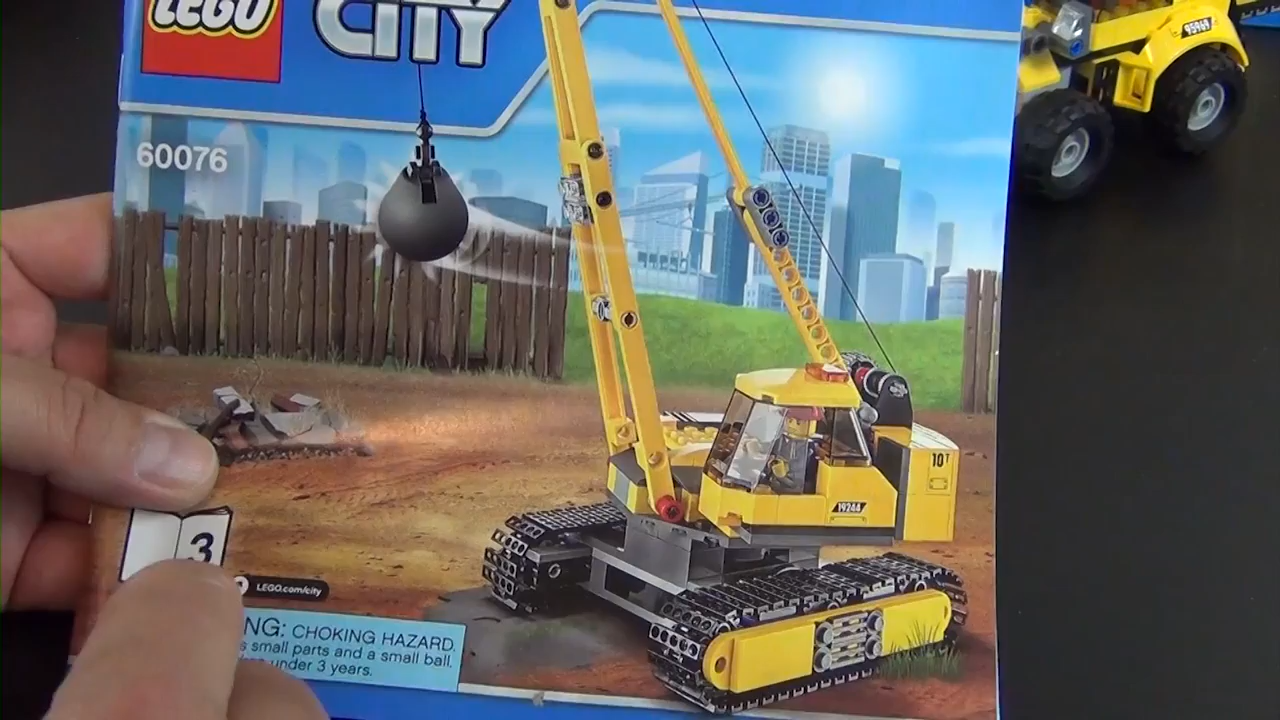 LEGO
CITY
60076
95969
10T
19244
3
LEGO.com/city
NG: CHOKING HAZARD.
s small parts and a small ball.
under 3 years.